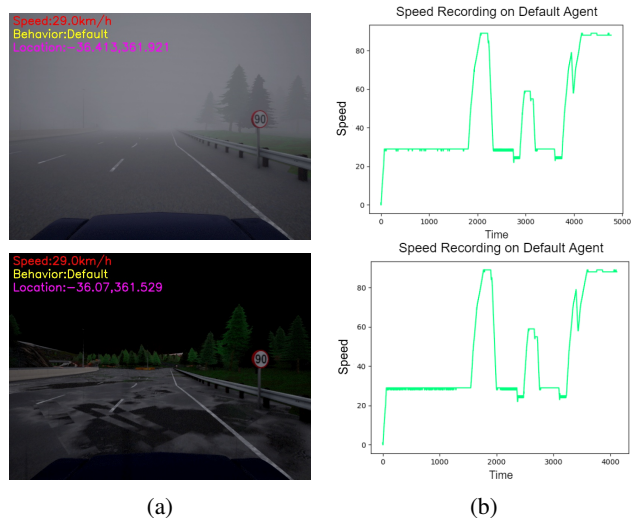 Speed:29.0km/h
Behavior:Default
Location:-36.413,361.921
90
Speed Recording on Default Agent
Speed
80
60
40
20
0
0 1000 2000 3000 4000 5000
Time
Speed:29.0km/h
Behavior:Default
Location:-36.07,361.529
90
Speed Recording on Default Agent
Speed
80
60
40
20
0
0 1000 2000 3000 4000
Time
(a) (b)